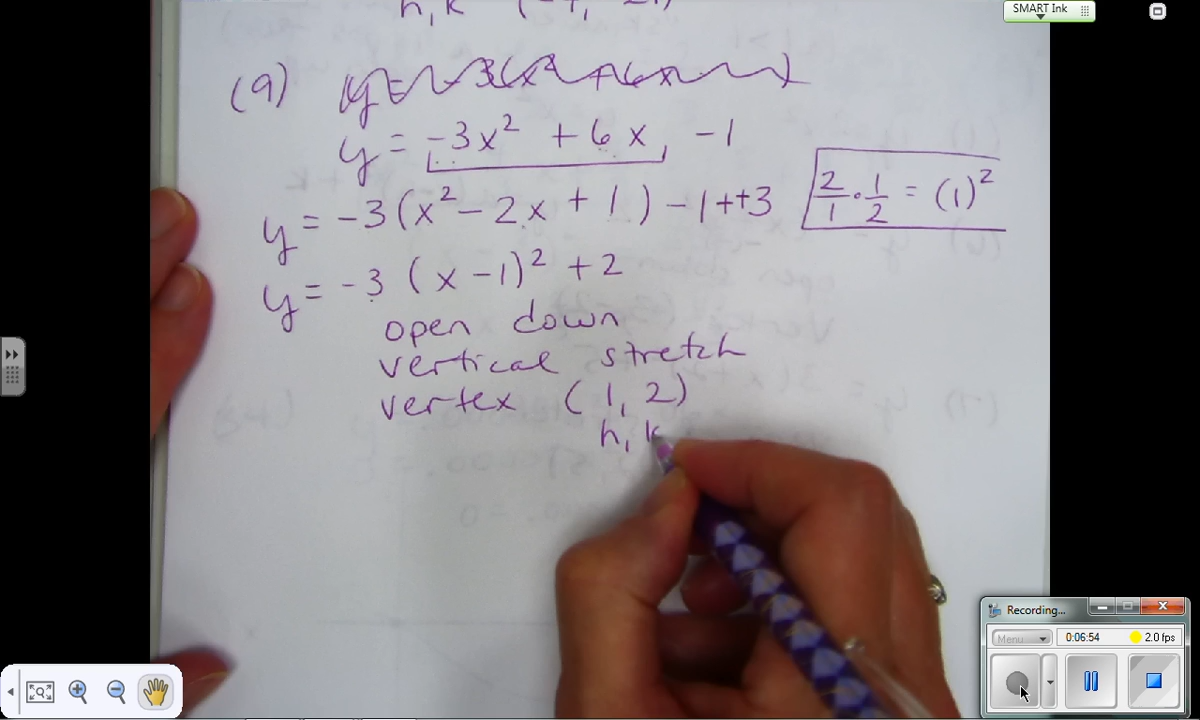 SMART Ink
h, k
(9)
y = -3x² + 6x, -1
y = -3(x² - 2x + 1) - 1 + +3
2/1 · 1/2 = (1)²
y = -3 (x - 1)² + 2
open down
vertical stretch
vertex (1, 2)
h, k
Recording...
Menu
0:06:54
2.0 fps